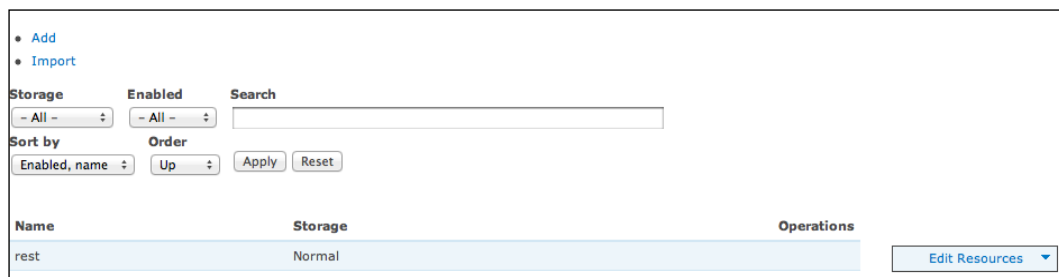 Add
Import
Storage Enabled Search
- All - - All -
Sort by Order
Enabled, name Up Apply Reset
Name Storage Operations
rest Normal Edit Resources